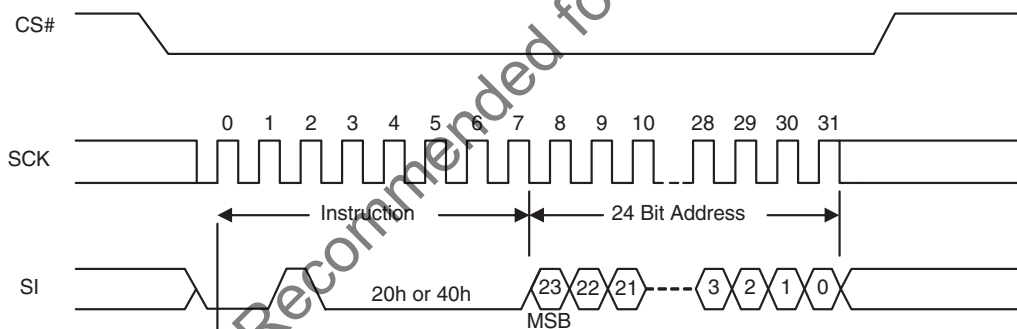 CS#
Recommended fo
0 1 2 3 4 5 6 7 8 9 10 28 29 30 31
SCK
Instruction 24 Bit Address
SI
20h or 40h
23 22 21 3 2 1 0
MSB